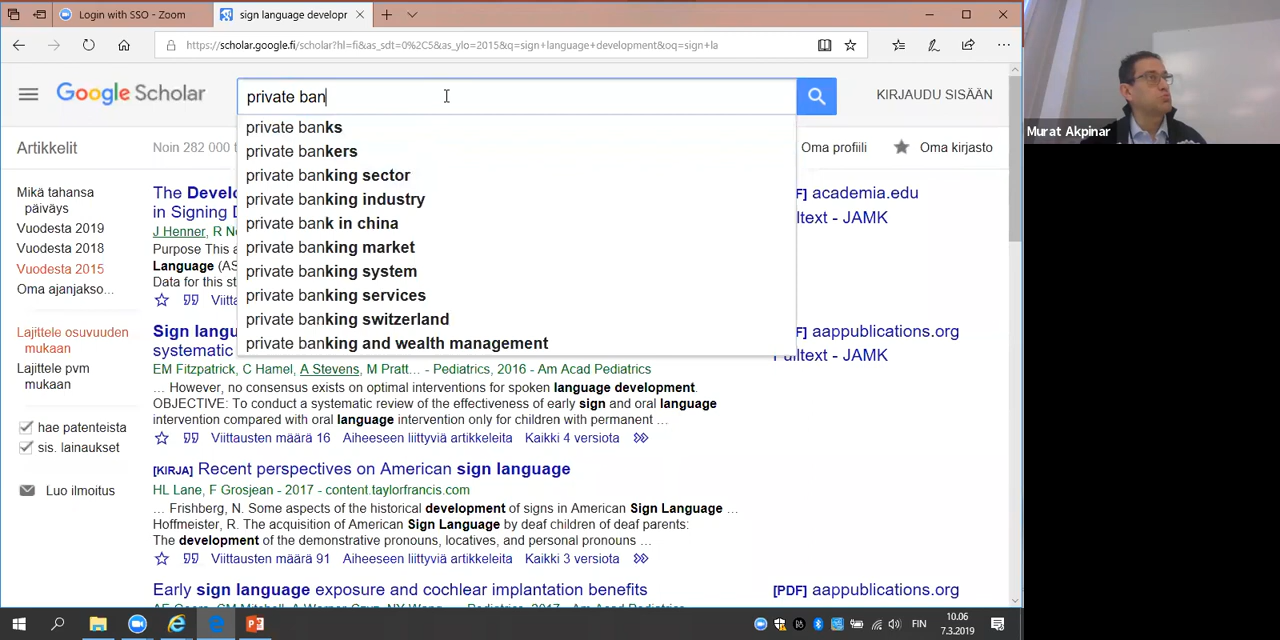 Login with SSO - Zoom
sign language developr
https://scholar.google.fi/scholar?hl=fi&as_sdt=0%2C5&as_ylo=2015&q=sign+language+development&oq=sign+la
Google Scholar
private ban
KIRJAUDU SISÄÄN
private banks
private bankers
private banking sector
private banking industry
private bank in china
private banking market
private banking system
private banking services
private banking switzerland
private banking and wealth management
Artikkelit
Noin 282 000 t
Oma profiili
Oma kirjasto
Mikä tahansa
päiväys
Vuodesta 2019
Vuodesta 2018
Vuodesta 2015
Oma ajanjakso...
Lajittele osuvuuden
mukaan
Lajittele pvm
mukaan
hae patenteista
sis. lainaukset
Luo ilmoitus
The Develo
in Signing D
J Henner, R N
Purpose This a
Language (AS
Data for this st
Viitta
F] academia.edu
ulltext - JAMK
Sign langu
systematic
EM Fitzpatrick, C Hamel, A Stevens, M Pratt... - Pediatrics, 2016 - Am Acad Pediatrics
... However, no consensus exists on optimal interventions for spoken language development.
OBJECTIVE: To conduct a systematic review of the effectiveness of early sign and oral language
intervention compared with oral language intervention only for children with permanent ...
Viittausten määrä 16 Aiheeseen liittyviä artikkeleita Kaikki 4 versiota
F] aappublications.org
Fulltext - JAMK
[KIRJA] Recent perspectives on American sign language
HL Lane, F Grosjean - 2017 - content.taylorfrancis.com
... Frishberg, N. Some aspects of the historical development of signs in American Sign Language ...
Hoffmeister, R. The acquisition of American Sign Language by deaf children of deaf parents:
The development of the demonstrative pronouns, locatives, and personal pronouns ...
Viittausten määrä 91 Aiheeseen liittyviä artikkeleita Kaikki 3 versiota
Early sign language exposure and cochlear implantation benefits
[PDF] aappublications.org
FIN
10.06
7.3.2019
Murat Akpinar